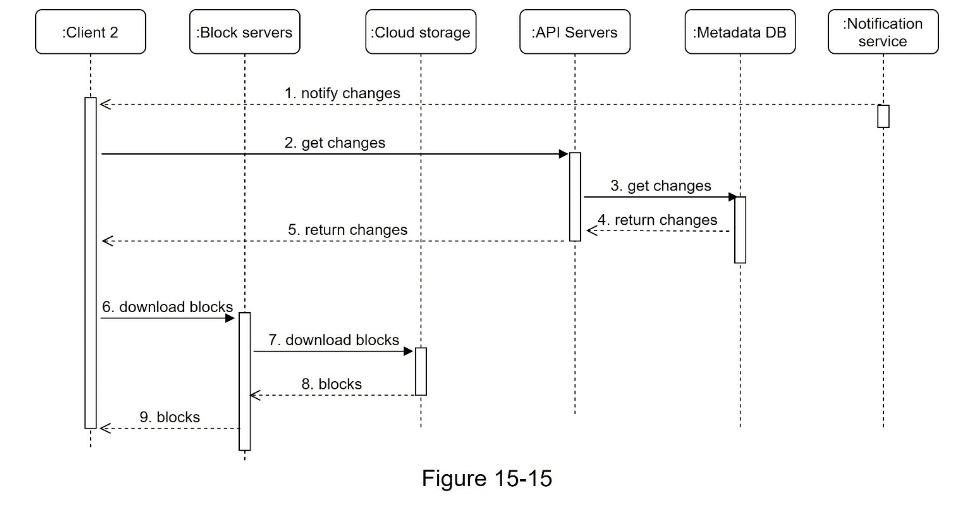 :Client 2
:Block servers
:Cloud storage
:API Servers
:Metadata DB
:Notification
service
1. notify changes
2. get changes
3. get changes
4. return changes
5. return changes
6. download blocks
7. download blocks
8. blocks
9. blocks
Figure 15-15